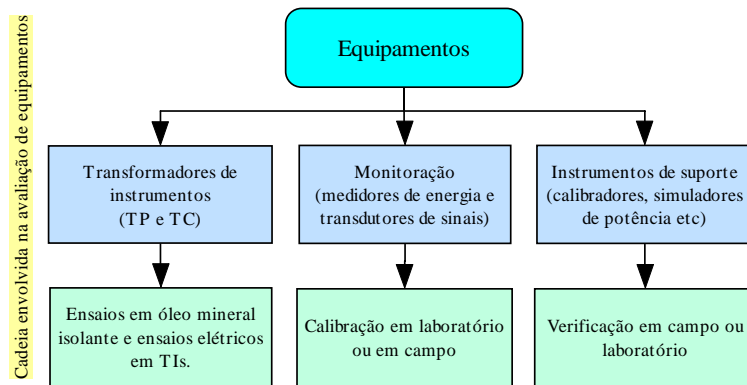 Cadeia envolvida na avaliação de equipamentos
Equipamentos
Transformadores de
instrumentos
(TP e TC)
Monitoração
(medidores de energia e
transdutores de sinais)
Instrumentos de suporte
(calibradores, simuladores
de potência etc)
Ensaios em óleo mineral
isolante e ensaios elétricos
em TIs.
Calibração em laboratório
ou em campo
Verificação em campo ou
laboratório